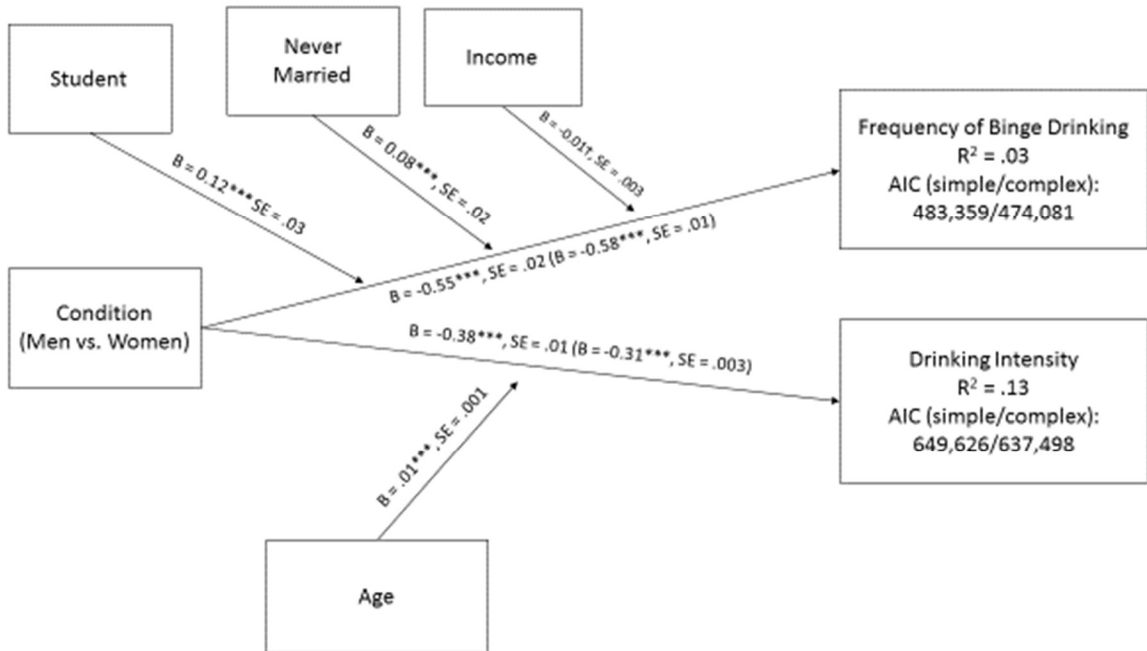 Student
Never
Married
Income
B = 0.12*** SE = .03
B = 0.08***, SE = .02
B = -0.01†, SE = .003
Frequency of Binge Drinking
R² = .03
AIC (simple/complex):
483,359/474,081
B = -0.55***, SE = .02 (B = -0.58***, SE = .01)
Condition
(Men vs. Women)
B = -0.38***, SE = .01 (B = -0.31***, SE = .003)
Drinking Intensity
R² = .13
AIC (simple/complex):
649,626/637,498
B = .01***, SE = .001
Age